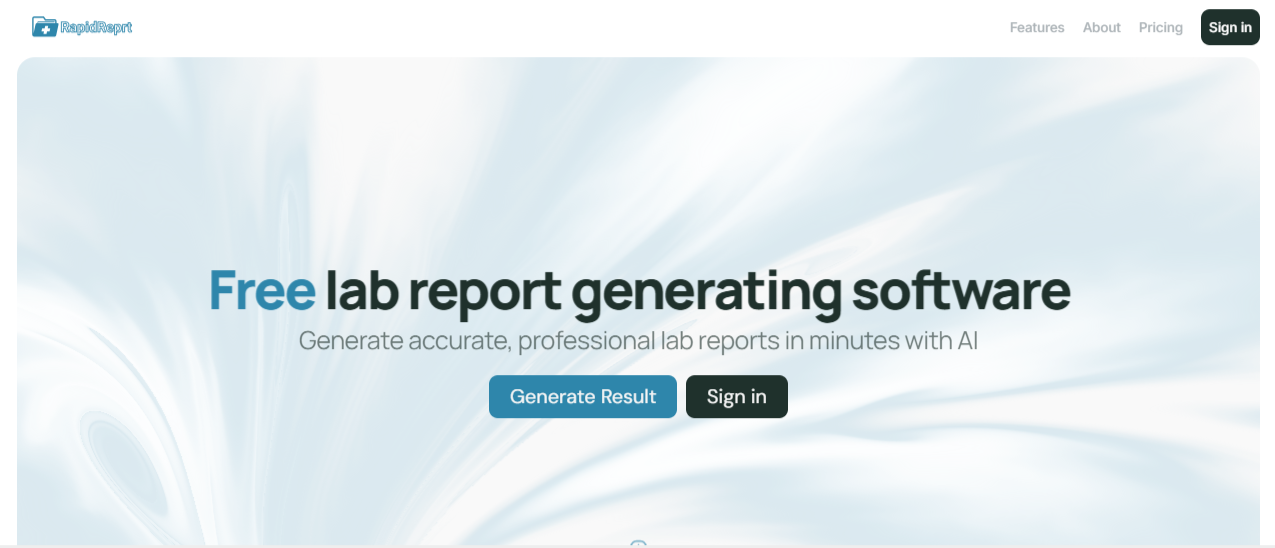 RapidReprt
Features About Pricing Sign in
Free lab report generating software
Generate accurate, professional lab reports in minutes with AI
Generate Result Sign in